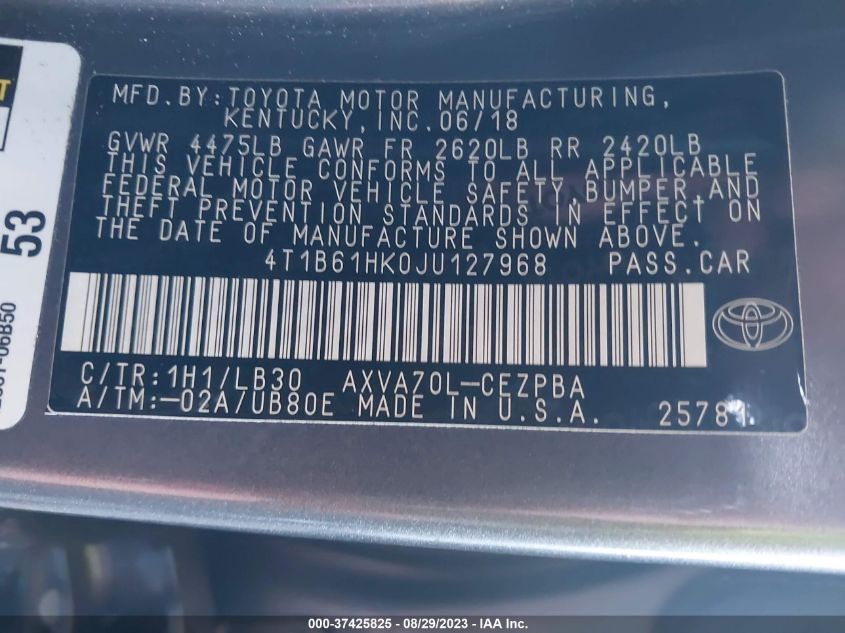 MFD.BY:TOYOTA MOTOR MANUFACTURING,
KENTUCKY,INC.06/18
GVWR 4475LB GAWR FR 2620LB RR 2420LB
THIS VEHICLE CONFORMS TO ALL APPLICABLE
FEDERAL MOTOR VEHICLE SAFETY,BUMPER,AND
THEFT PREVENTION STANDARDS IN EFFECT ON
THE DATE OF MANUFACTURE SHOWN ABOVE.
4T1B61HK0JU127968 PASS.CAR
C/TR:1H1/LB30 AXVA70L-CEZPBA
A/TM:-02A/UB80E MADE IN U.S.A. 25781
53
000-37425825 - 08/29/2023 - IAA Inc.